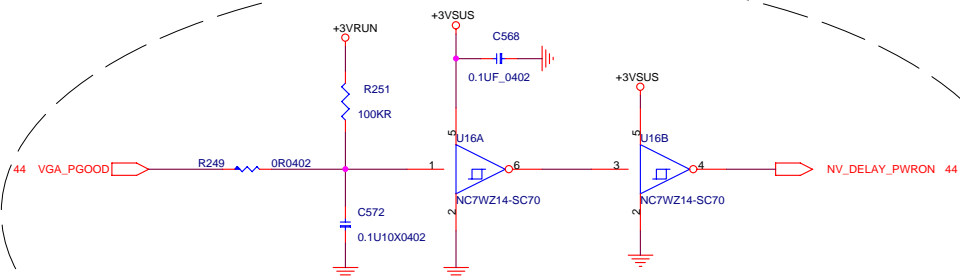 +3VSUS
+3VRUN
C568
0.1UF_0402
+3VSUS
R251
100KR
5
U16A
5
U16B
44 VGA_PGOOD
R249
0R0402
1
6
3
4
NV_DELAY_PWRON 44
2
NC7WZ14-SC70
2
NC7WZ14-SC70
C572
0.1U10X0402